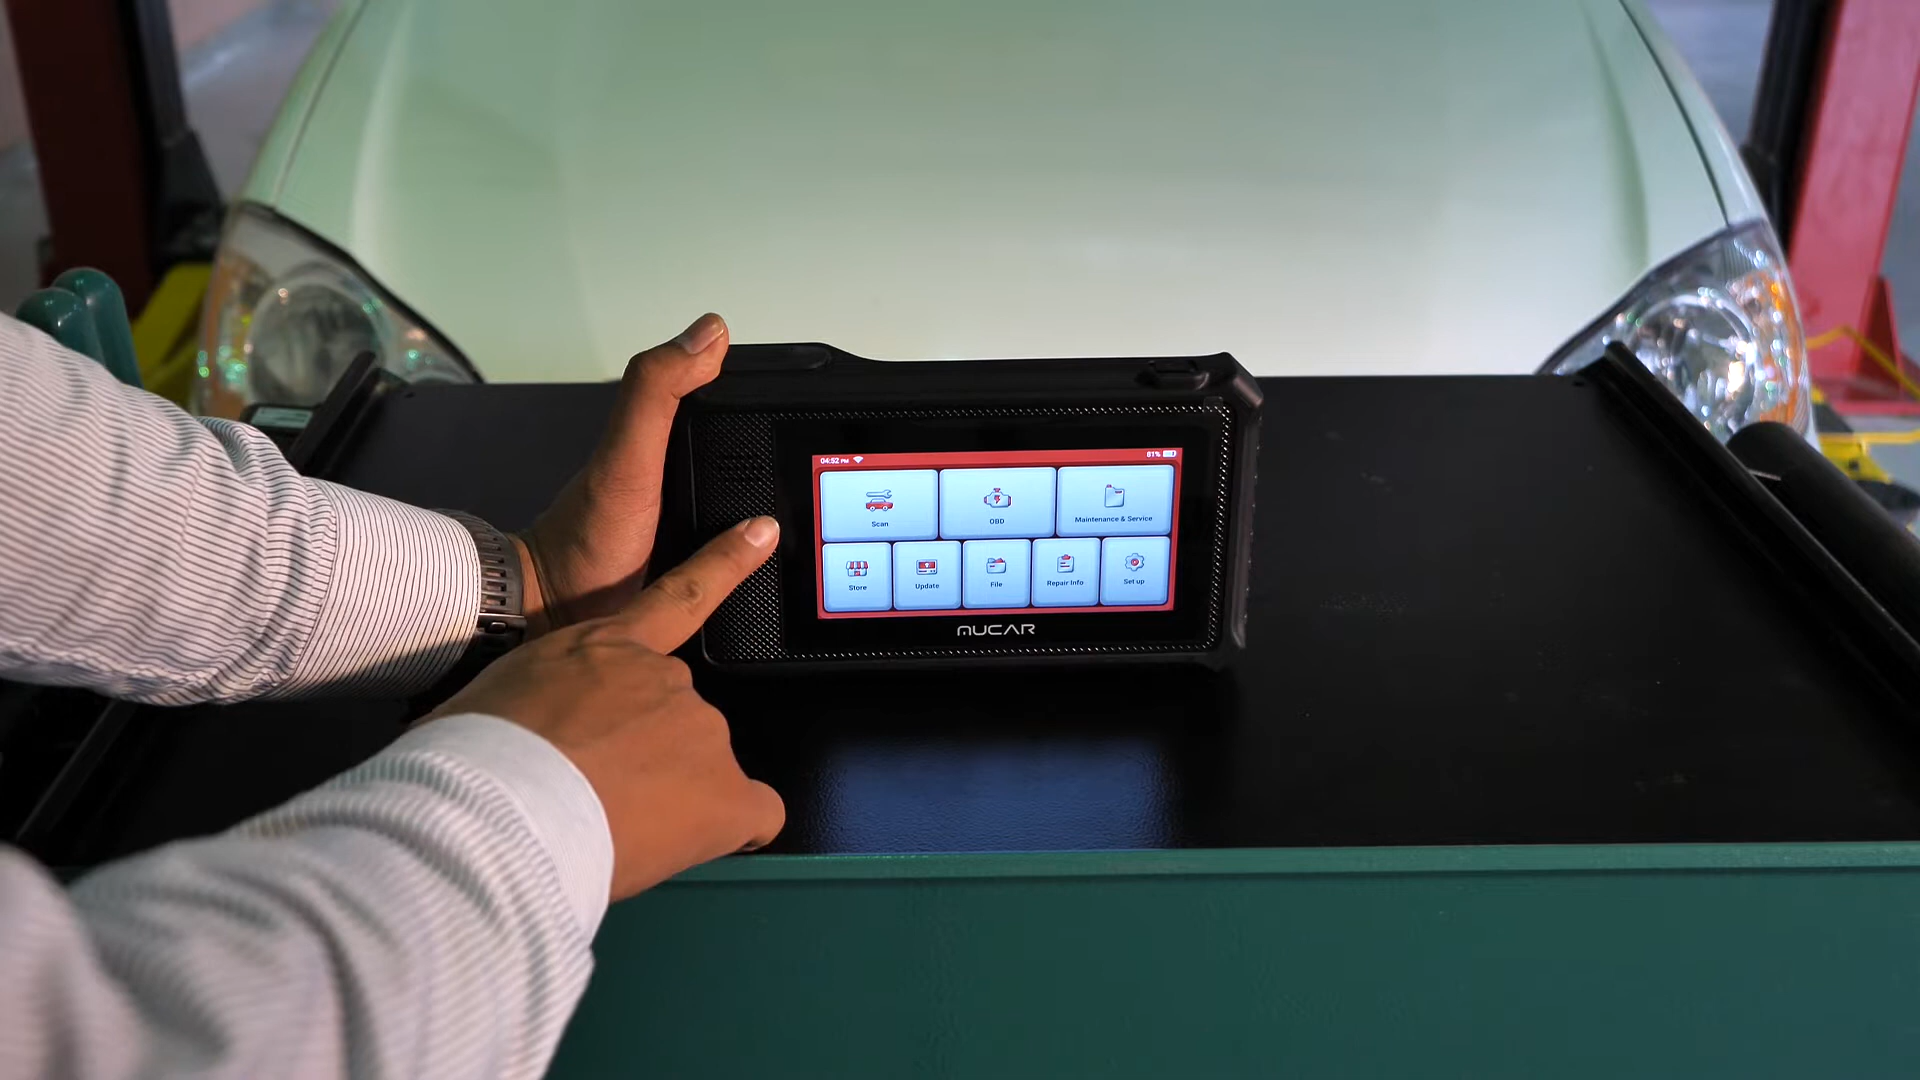 04:52 PM
81%
Scan
OBD
Maintenance & Service
Store
Update
File
Repair Info
Set up
MUCAR